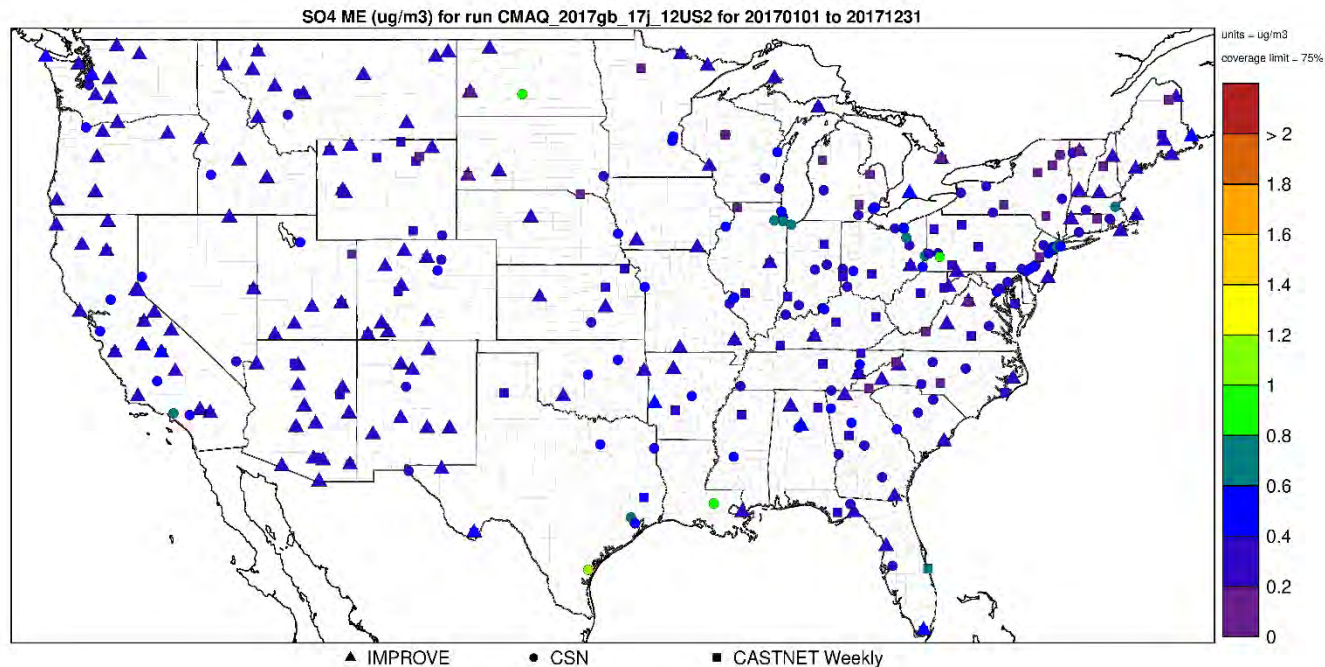 SO4 ME (ug/m3) for run CMAQ_2017gb_17j_12US2 for 20170101 to 20171231
units = ug/m3
coverage limit = 75%
> 2
1.8
1.6
1.4
1.2
1
0.8
0.6
0.4
0.2
0
IMPROVE
CSN
CASTNET Weekly